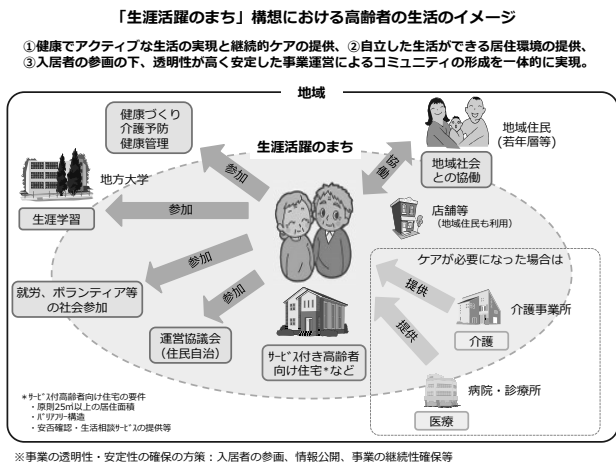 「生涯活躍のまち」構想における高齢者の生活のイメージ
①健康でアクティブな生活の実現と継続的ケアの提供、②自立した生活ができる居住環境の提供、
③入居者の参画の下、透明性が高く安定した事業運営によるコミュニティの形成を一体的に実現。
地域
健康づくり
介護予防
健康管理
生涯活躍のまち
地域住民
(若年層等)
参加
協働
地域社会
との協働
地方大学
生涯学習
参加
店舗等
（地域住民も利用）
ケアが必要になった場合は
参加
就労、ボランティア等
の社会参加
参加
提供
介護事業所
介護
運営協議会
（住民自治）
ｻｰﾋﾞｽ付き高齢者
向け住宅*など
提供
病院・診療所
医療
＊ｻｰﾋﾞｽ付高齢者向け住宅の要件
・原則25㎡以上の居住面積
・ﾊﾞﾘｱﾌﾘｰ構造
・安否確認・生活相談ｻｰﾋﾞｽの提供等
※事業の透明性・安定性の確保の方策：入居者の参画、情報公開、事業の継続性確保等